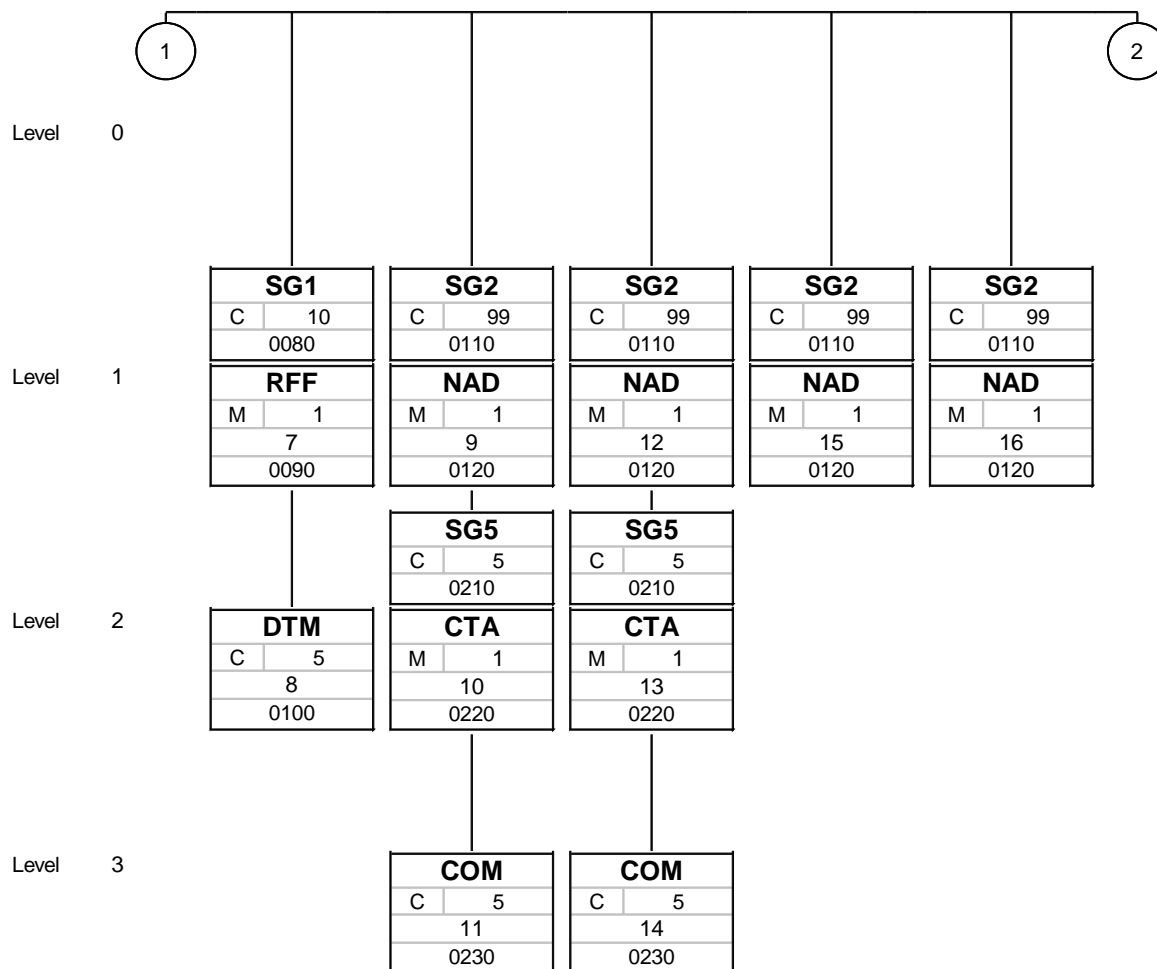 1 2
Level 0
SG1 SG2 SG2 SG2 SG2
C 10 C 99 C 99 C 99 C 99
0080 0110 0110 0110 0110
Level 1 RFF NAD NAD NAD NAD
M 1 M 1 M 1 M 1 M 1
7 9 12 15 16
0090 0120 0120 0120 0120
SG5 SG5
C 5 C 5
0210 0210
Level 2 DTM CTA CTA
C 5 M 1 M 1
8 10 13
0100 0220 0220
Level 3 COM COM
C 5 C 5
11 14
0230 0230